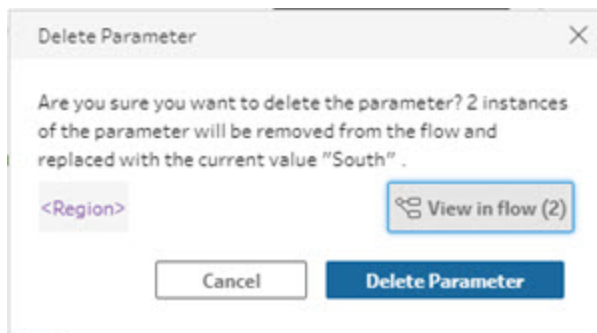 Delete Parameter
Are you sure you want to delete the parameter? 2 instances
of the parameter will be removed from the flow and
replaced with the current value "South" .
<Region>
View in flow (2)
Cancel
Delete Parameter